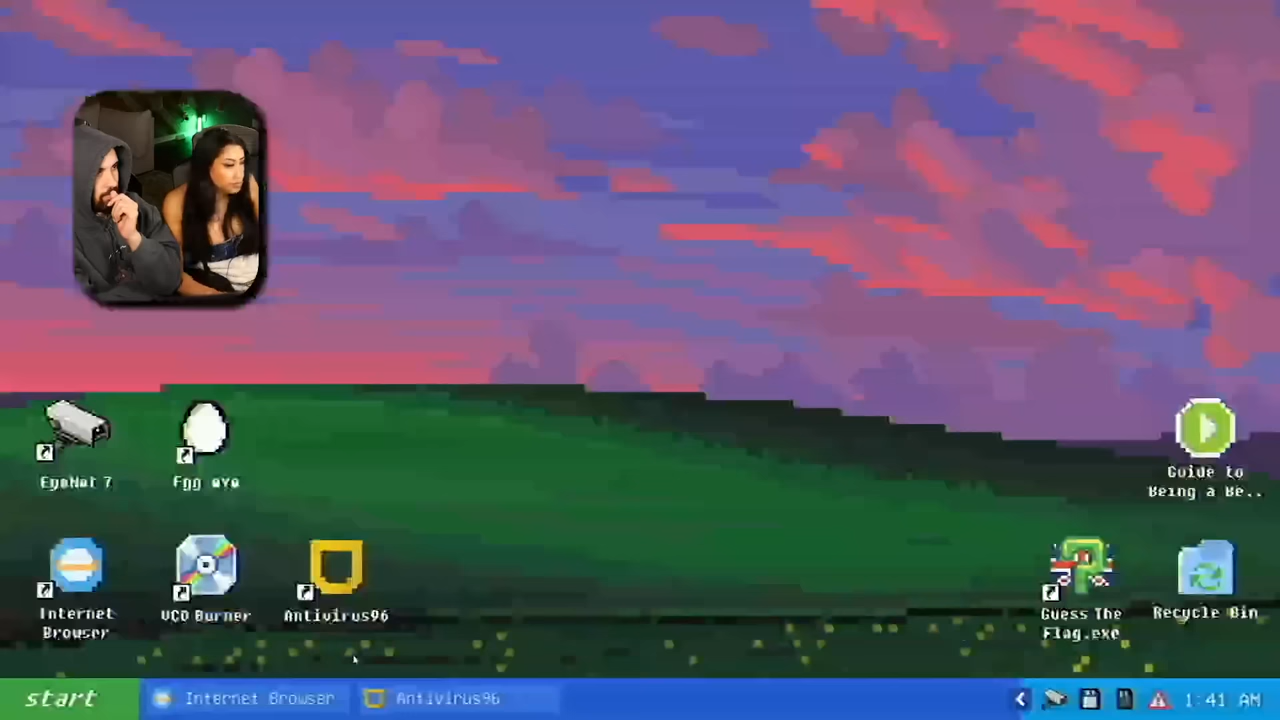 EyeNet 7
Egg.exe
Guide to
Being a Be..
Internet
Browser
VCD Burner
Antivirus96
Guess The
Flag.exe
Recycle Bin
start
Internet Browser
Antivirus96
1:41 AM